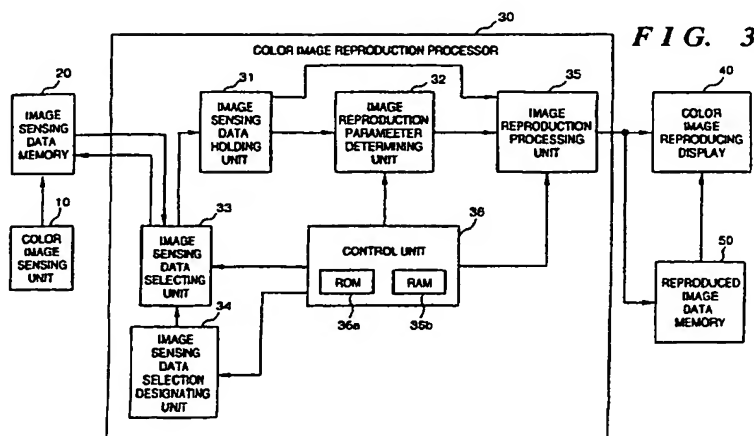 30
FIG. 3
COLOR IMAGE REPRODUCTION PROCESSOR
20
IMAGE
SENSING
DATA
MEMORY
10
COLOR
IMAGE
SENSING
UNIT
31
IMAGE
SENSING
DATA
HOLDING
UNIT
32
IMAGE
REPRODUCTION
PARAMEETER
DETERMINING
UNIT
35
IMAGE
REPRODUCTION
PROCESSING
UNIT
40
COLOR
IMAGE
REPRODUCING
DISPLAY
33
IMAGE
SENSING
DATA
SELECTING
UNIT
36
CONTROL UNIT
ROM
RAM
36a
35b
50
REPRODUCED
IMAGE
DATA
MEMORY
34
IMAGE
SENSING
DATA
SELECTION
DESIGNATING
UNIT